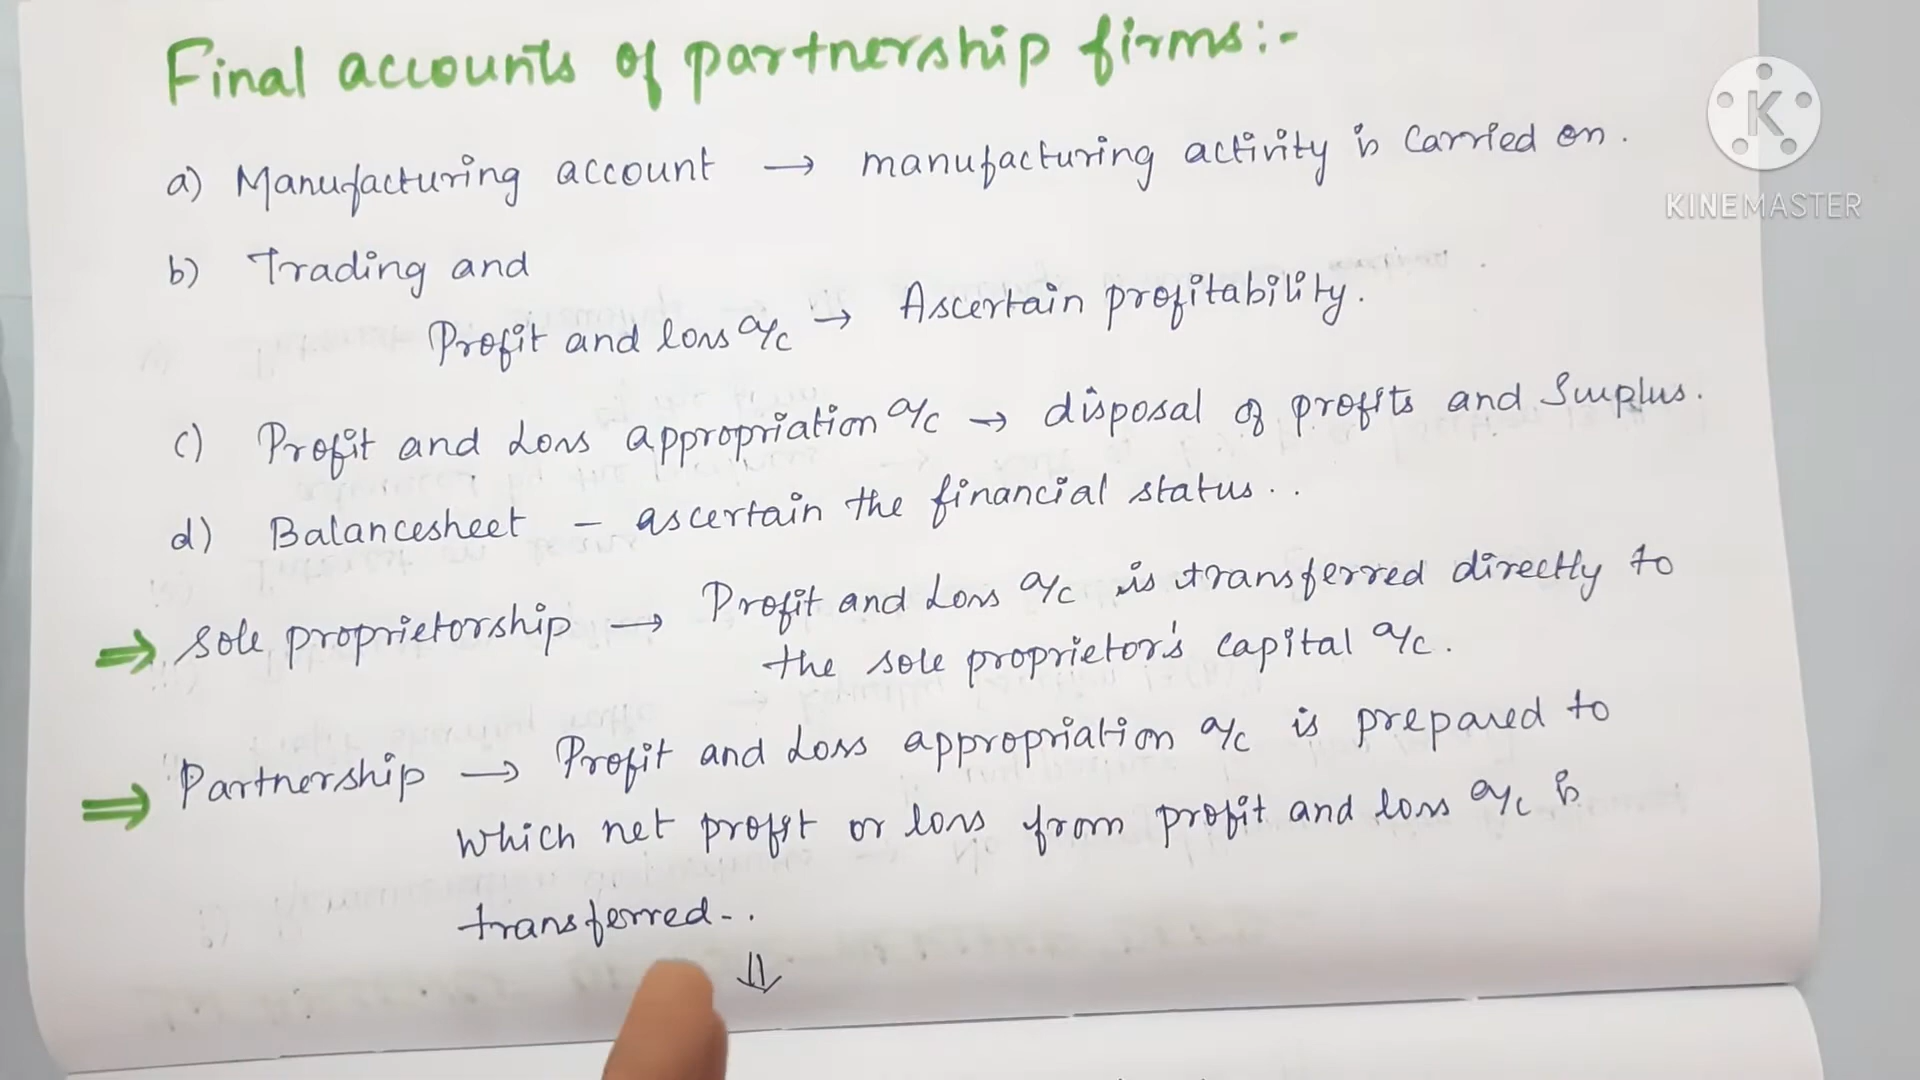 Final accounts of partnership firms:-
a) Manufacturing account → manufacturing activity is carried on.
b) Trading and
Profit and loss a/c → Ascertain profitability.
c) Profit and Loss appropriation a/c → disposal of profits and Surplus.
d) Balancesheet - ascertain the financial status..
⇒ Sole proprietorship → Profit and Loss a/c is transferred directly to
the sole proprietor's capital a/c.
⇒ Partnership → Profit and Loss appropriation a/c is prepared to
which net profit or loss from profit and loss a/c is
transferred-.
⇓
K
KINEMASTER